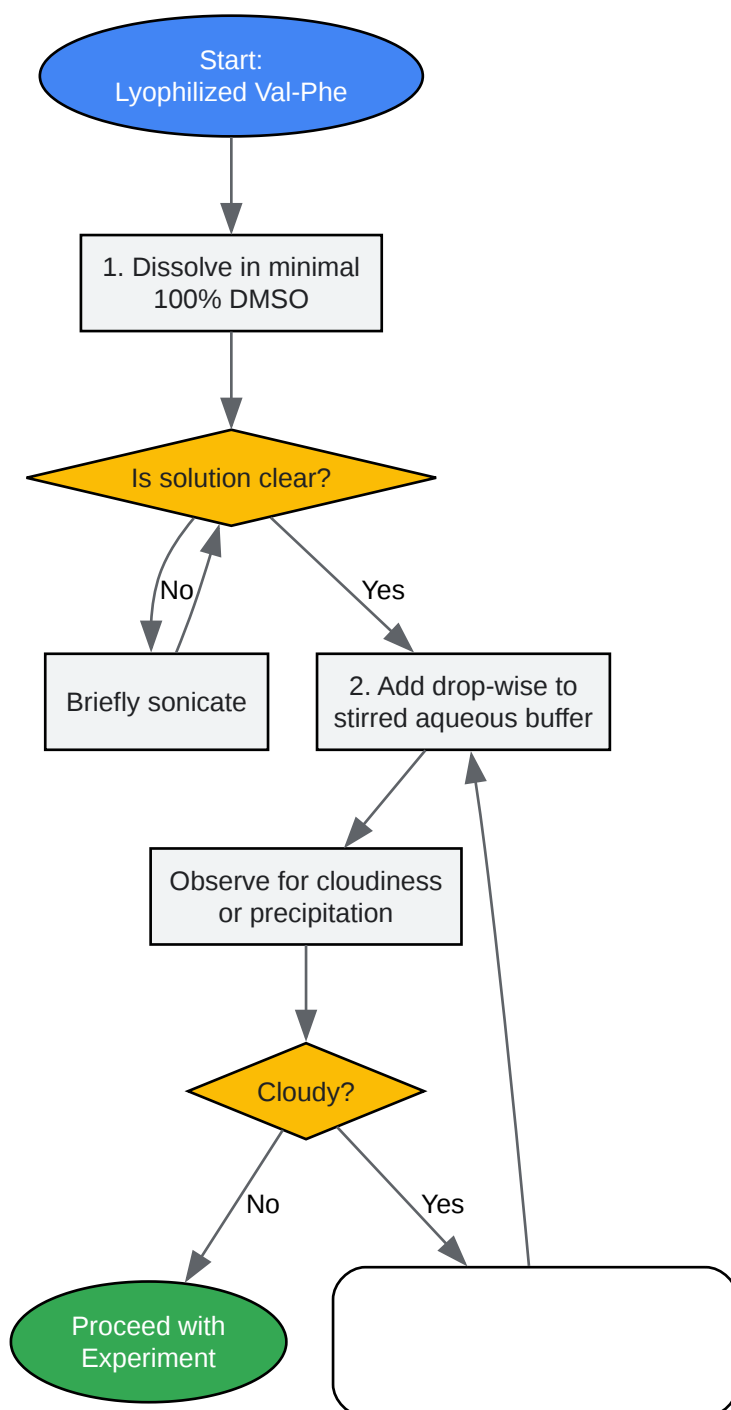 Start:
Lyophilized Val-Phe
1. Dissolve in minimal
100% DMSO
Is solution clear?
No
Yes
Briefly sonicate
2. Add drop-wise to
stirred aqueous buffer
Observe for cloudiness
or precipitation
Cloudy?
No
Yes
Proceed with
Experiment